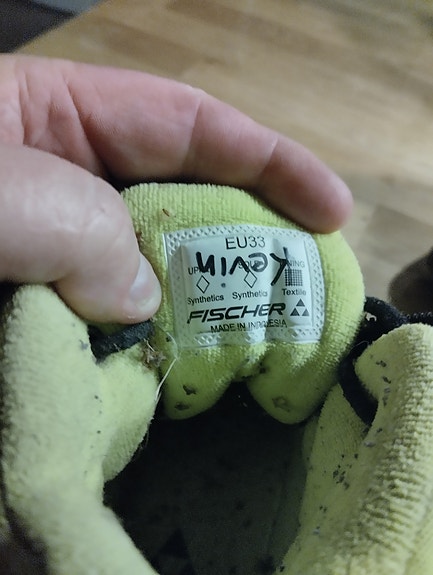 EU33
Kevin
Synthetics Synthetics Textile
FISCHER
MADE IN INDONESIA